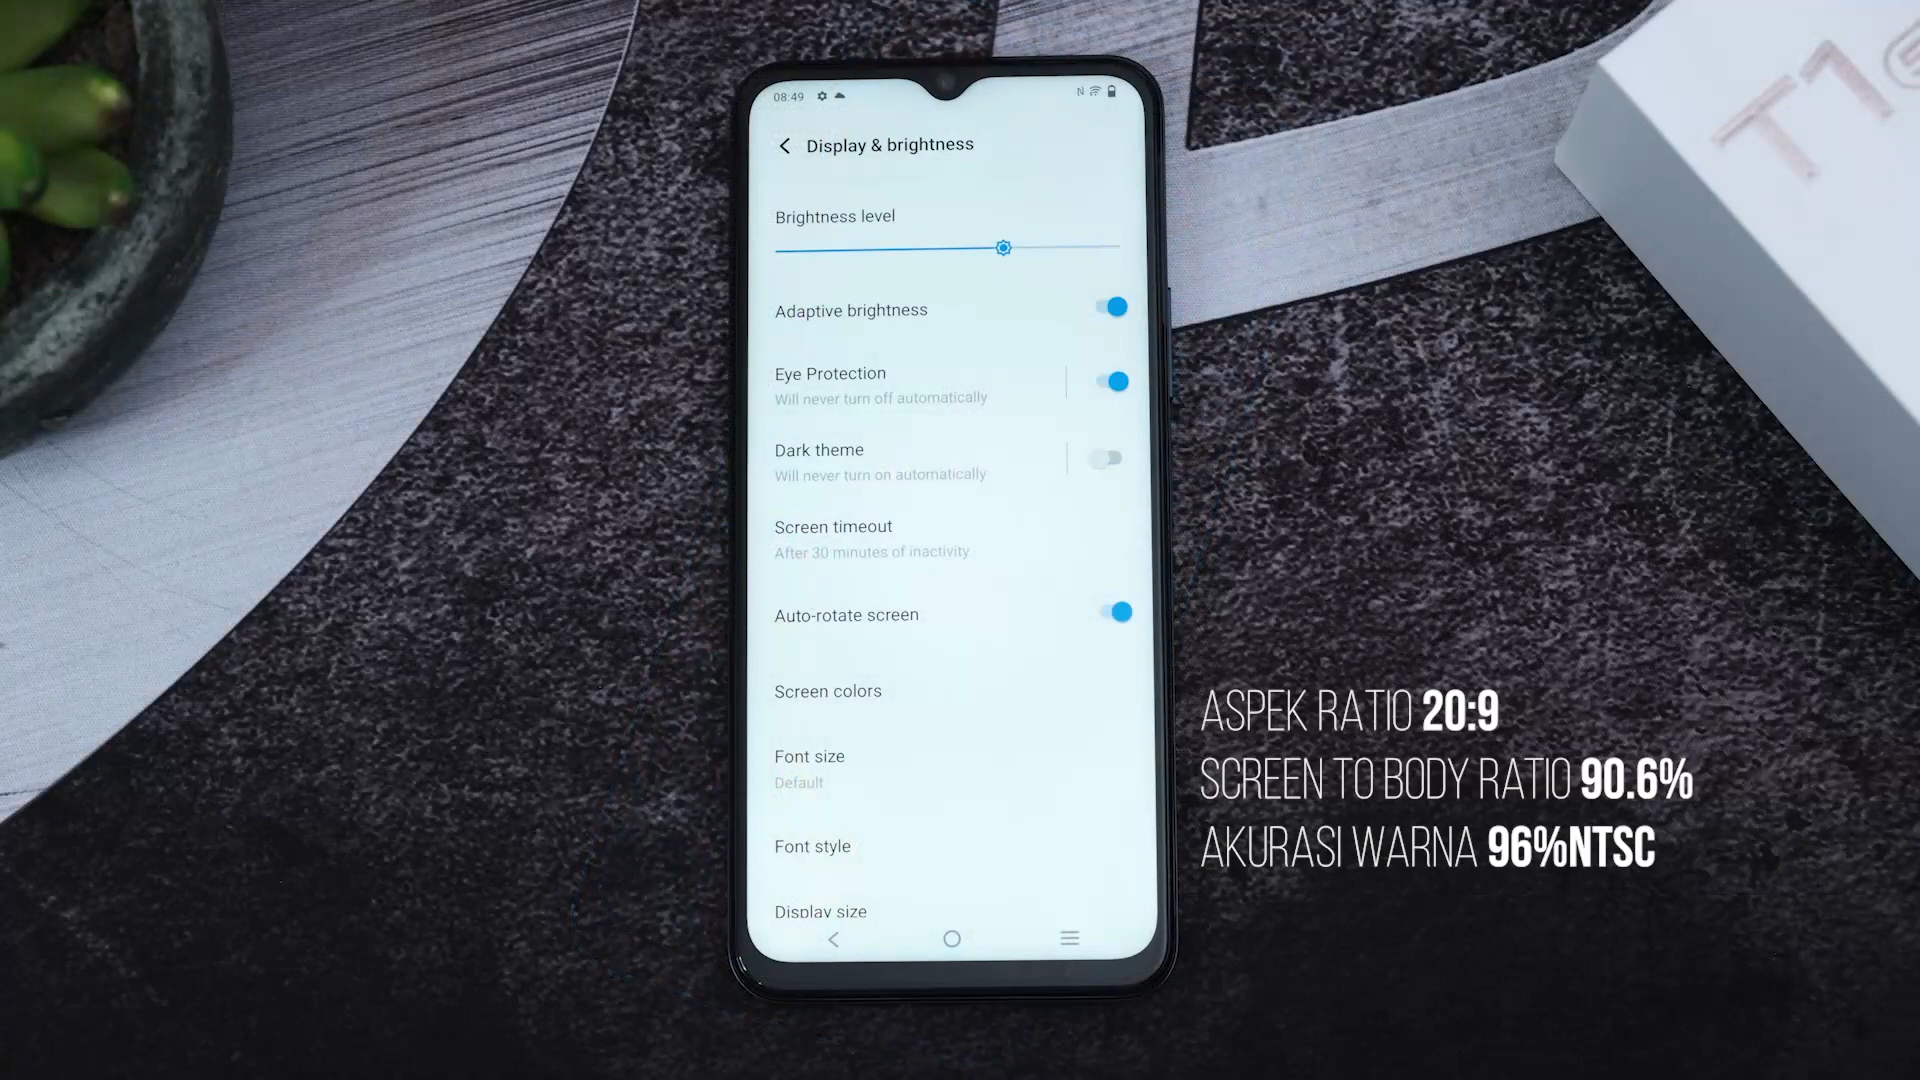 08:49
Display & brightness
Brightness level
Adaptive brightness
Eye Protection
Will never turn off automatically
Dark theme
Will never turn on automatically
Screen timeout
After 30 minutes of inactivity
Auto-rotate screen
Screen colors
Font size
Default
Font style
Display size
T1
ASPEK RATIO 20:9
SCREEN TO BODY RATIO 90.6%
AKURASI WARNA 96%NTSC